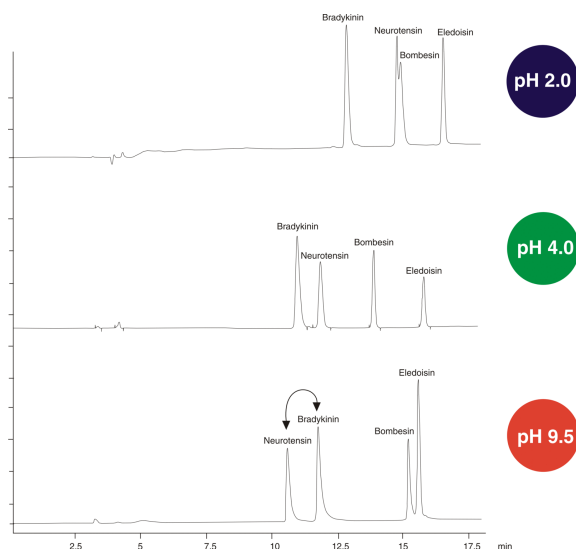 Bradykinin
Neurotensin
Eledoisin
Bombesin
pH 2.0
Bradykinin
Neurotensin
Bombesin
Eledoisin
pH 4.0
Eledoisin
Bradykinin
Neurotensin
Bombesin
pH 9.5
2.5 5 7.5 10 12.5 15 17.5 min